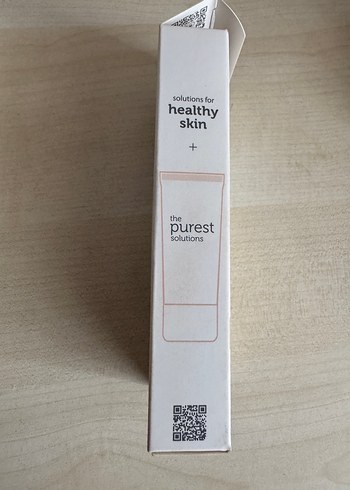 solutions for
healthy
skin
+
the
purest
solutions